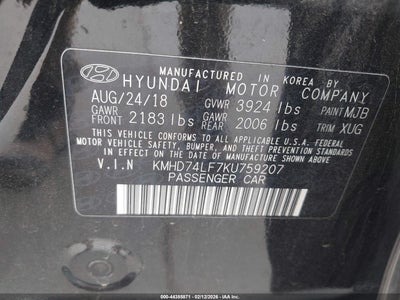 MANUFACTURED IN KOREA BY
HYUNDAI MOTOR COMPANY
AUG/24/18 GVWR 3924 lbs PAINT MJB
GAWR FRONT 2183 lbs GAWR REAR 2006 lbs TRIM XUG
THIS VEHICLE CONFORMS TO ALL APPLICABLE FEDERAL
MOTOR VEHICLE SAFETY, BUMPER, AND THEFT PREVENTION
STANDARDS IN EFFECT ON THE DATE OF MANUFACTURE SHOWN ABOVE.
V.I.N KMHD74LF7KU759207
PASSENGER CAR
000-44355871 - 02/12/2026 - IAA, Inc.